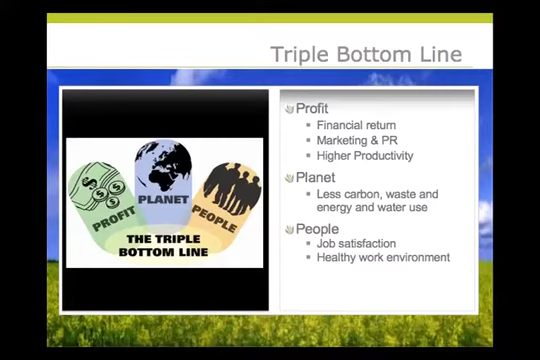 Triple Bottom Line
PROFIT
PLANET
PEOPLE
THE TRIPLE
BOTTOM LINE
Profit
Financial return
Marketing & PR
Higher Productivity
Planet
Less carbon, waste and
energy and water use
People
Job satisfaction
Healthy work environment